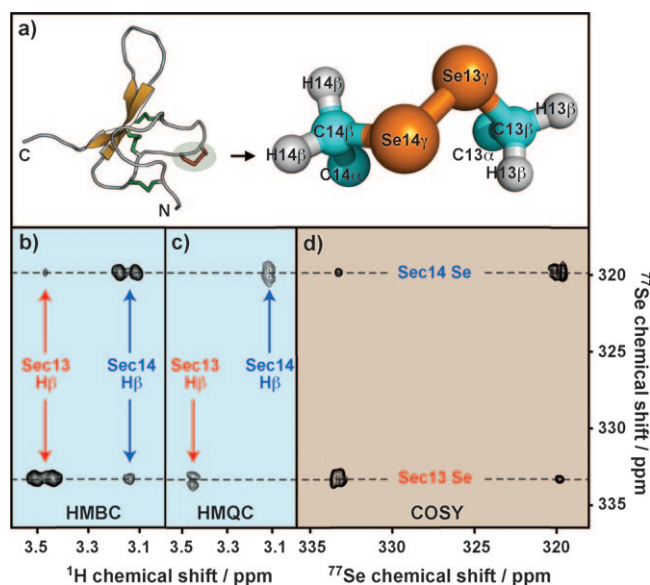 a)
Se13γ
H14β
H13β
C14β
C13β
H14β
Se14γ
C13α
H13β
C14α
C
N
b)
c)
d)
Sec14 Se
320
325
330
335
⁷⁷Se chemical shift / ppm
Sec13
Hβ
Sec14
Hβ
Sec13
Hβ
Sec14
Hβ
Sec13 Se
HMBC
HMQC
COSY
3.5 3.3 3.1
3.5 3.3 3.1
335 330 325 320
¹H chemical shift / ppm
⁷⁷Se chemical shift / ppm